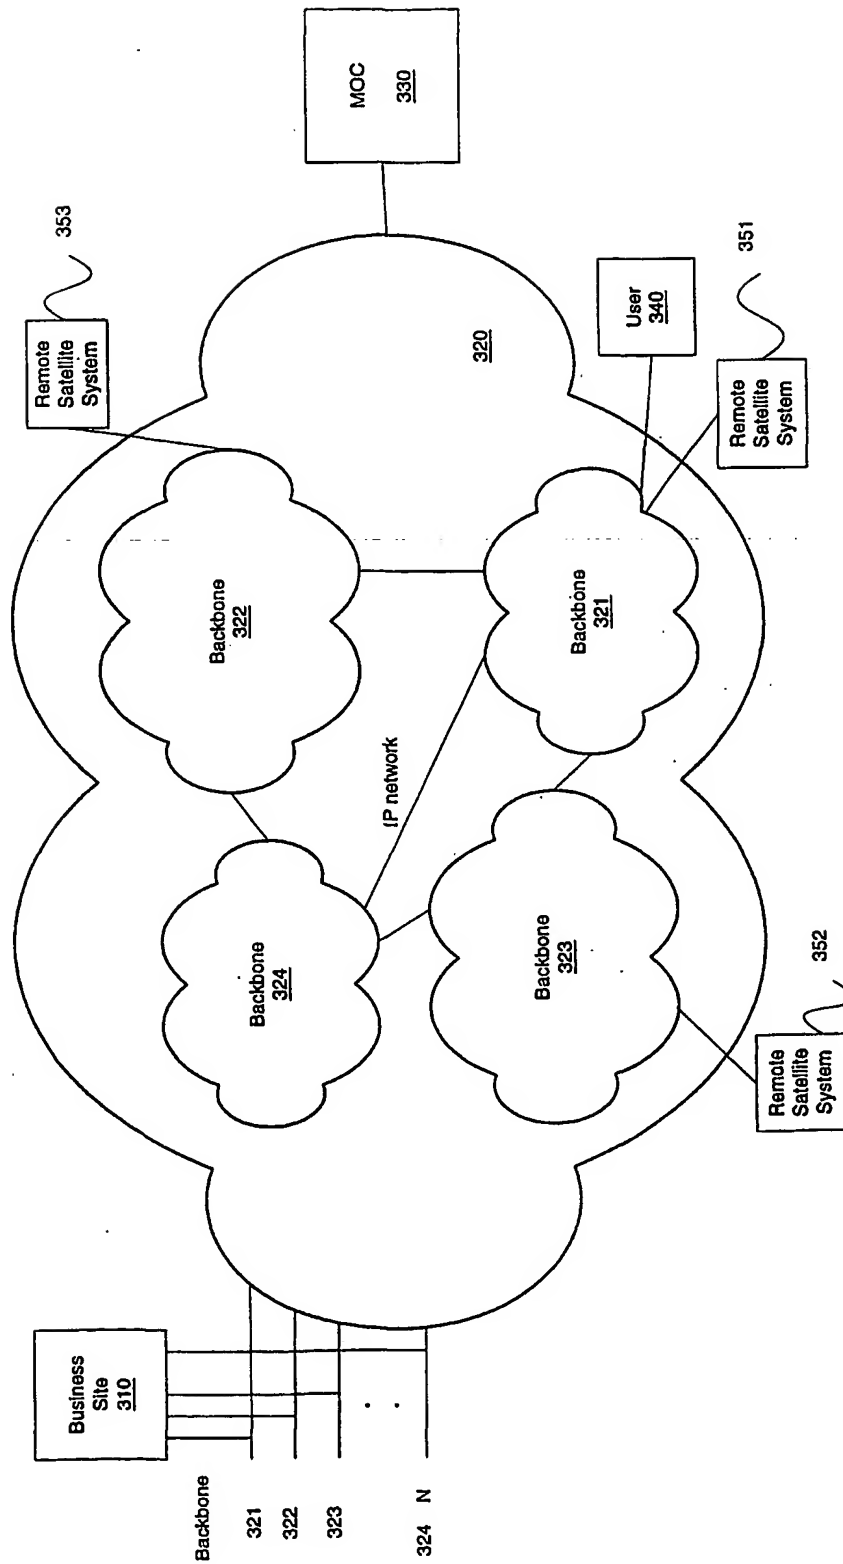 Business
Site
310
Backbone
321
322
323
324 N
Backbone
324
Backbone
323
Remote
Satellite
System
352
IP network
Backbone
322
Backbone
321
Remote
Satellite
System
353
320
User
340
Remote
Satellite
System
351
MOC
330